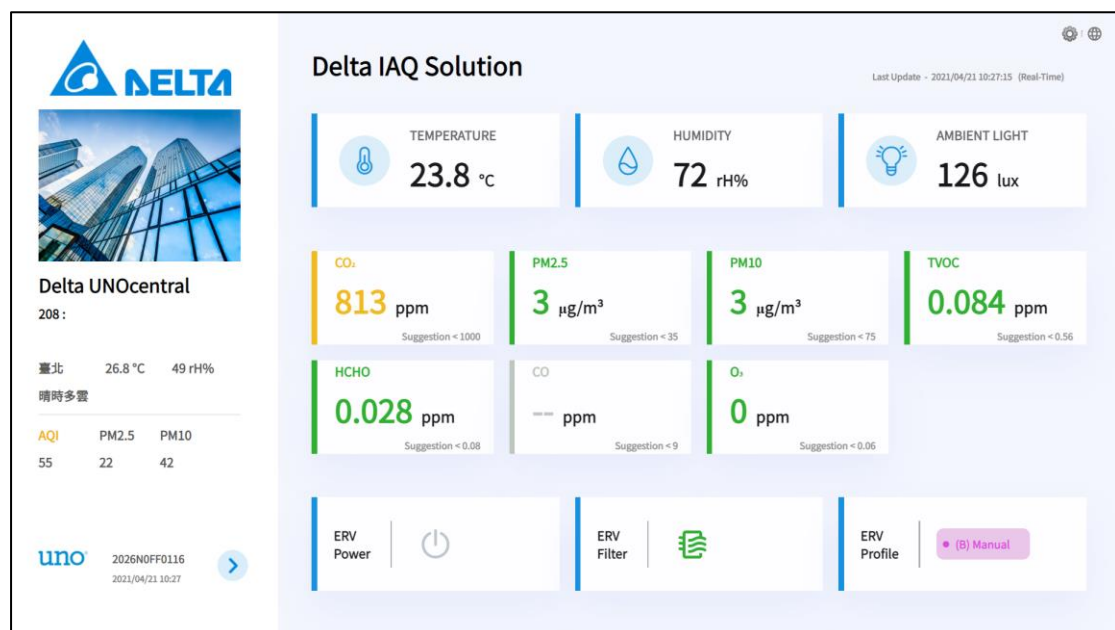 DELTA
Delta UNOcentral
208 :
臺北 26.8 °C 49 rH%
晴時多雲
AQI PM2.5 PM10
55 22 42
uno
2026N0FF0116
2021/04/21 10:27
Delta IAQ Solution
Last Update - 2021/04/21 10:27:15 (Real-Time)
TEMPERATURE
23.8 °C
HUMIDITY
72 rH%
AMBIENT LIGHT
126 lux
CO₂
813 ppm
Suggestion < 1000
PM2.5
3 μg/m³
Suggestion < 35
PM10
3 μg/m³
Suggestion < 75
TVOC
0.084 ppm
Suggestion < 0.56
HCHO
0.028 ppm
Suggestion < 0.08
CO
-- ppm
Suggestion < 9
O₃
0 ppm
Suggestion < 0.06
ERV
Power
ERV
Filter
ERV
Profile
(B) Manual